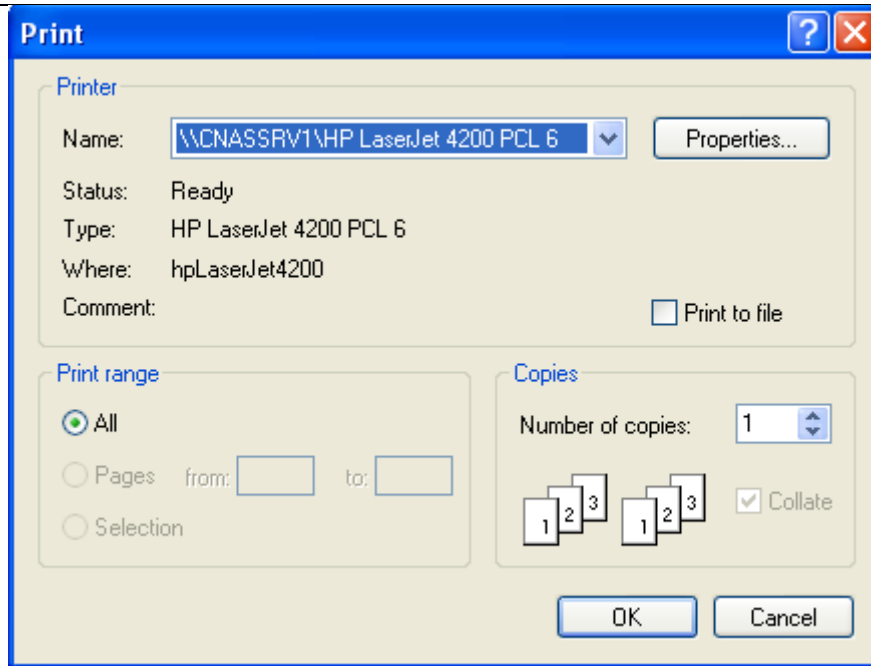 Print
Printer
Name: \\CNASSRV1\HP LaserJet 4200 PCL 6 Properties...
Status: Ready
Type: HP LaserJet 4200 PCL 6
Where: hpLaserJet4200
Comment: Print to file
Print range
All
Pages from: to:
Selection
Copies
Number of copies: 1
1 2 3 1 2 3 Collate
OK Cancel